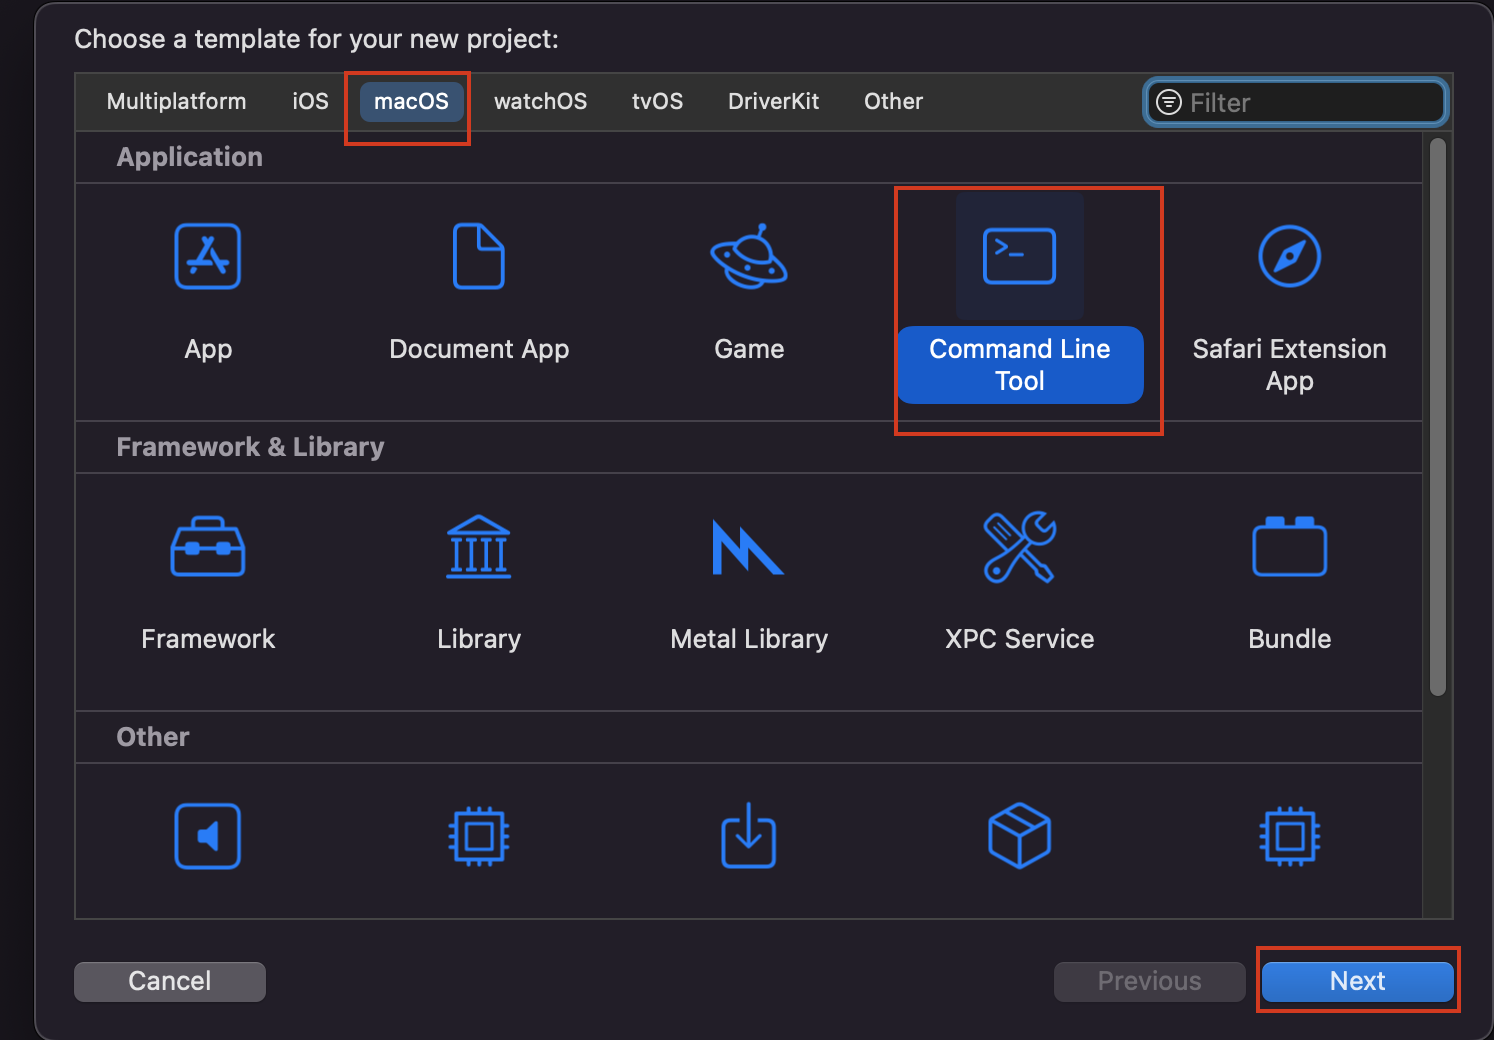 Choose a template for your new project:
Multiplatform iOS macOS watchOS tvOS DriverKit Other Filter
Application
App Document App Game Command Line Tool Safari Extension App
Framework & Library
Framework Library Metal Library XPC Service Bundle
Other
Cancel Previous Next